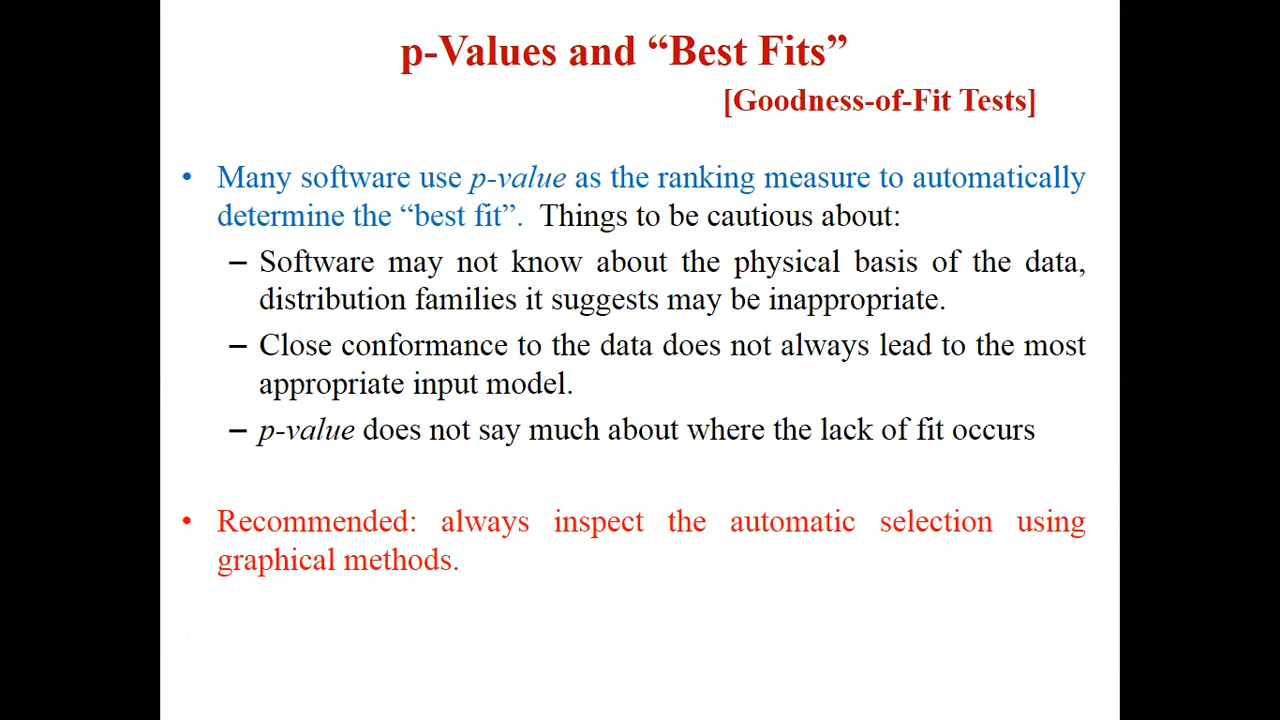 p-Values and “Best Fits”
[Goodness-of-Fit Tests]
• Many software use p-value as the ranking measure to automatically
determine the “best fit”. Things to be cautious about:
– Software may not know about the physical basis of the data,
distribution families it suggests may be inappropriate.
– Close conformance to the data does not always lead to the most
appropriate input model.
– p-value does not say much about where the lack of fit occurs
• Recommended: always inspect the automatic selection using
graphical methods.